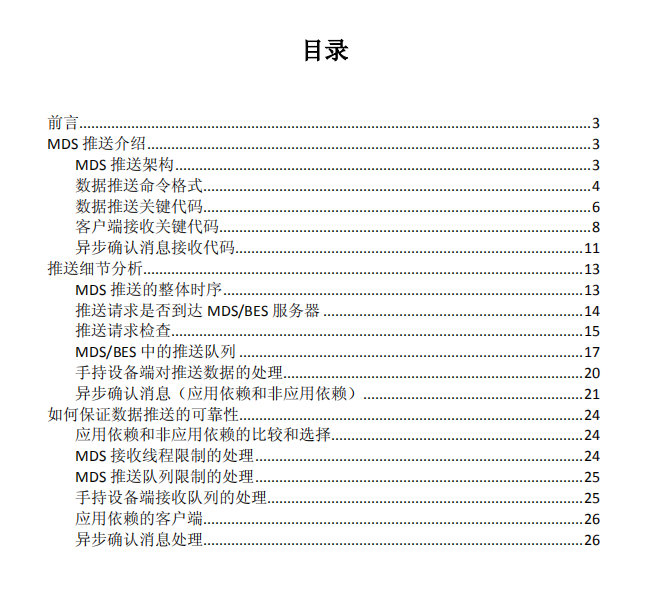 目录
前言........3
MDS 推送介绍........3
MDS 推送架构........3
数据推送命令格式........4
数据推送关键代码........6
客户端接收关键代码........8
异步确认消息接收代码........11
推送细节分析........13
MDS 推送的整体时序........13
推送请求是否到达 MDS/BES 服务器........14
推送请求检查........15
MDS/BES 中的推送队列........17
手持设备端对推送数据的处理........20
异步确认消息（应用依赖和非应用依赖）........21
如何保证数据推送的可靠性........24
应用依赖和非应用依赖的比较和选择........24
MDS 接收线程限制的处理........24
MDS 推送队列限制的处理........25
手持设备端接收队列的处理........25
应用依赖的客户端........26
异步确认消息处理........26